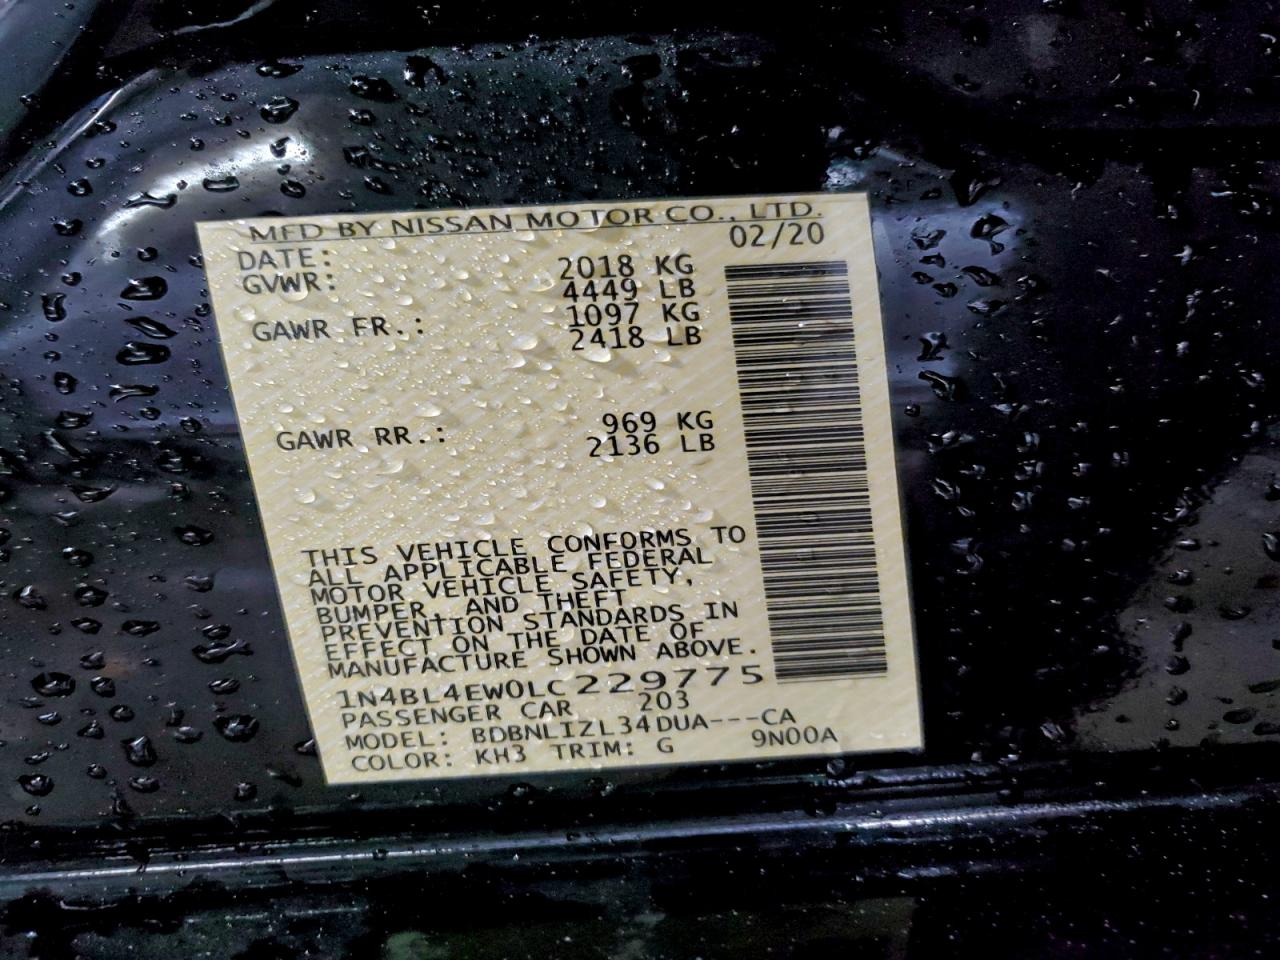 MFD BY NISSAN MOTOR CO., LTD.
DATE: 02/20
GVWR: 2018 KG
4449 LB
GAWR FR.: 1097 KG
2418 LB
GAWR RR.: 969 KG
2136 LB
THIS VEHICLE CONFORMS TO
ALL APPLICABLE FEDERAL
MOTOR VEHICLE SAFETY,
BUMPER, AND THEFT
PREVENTION STANDARDS IN
EFFECT ON THE DATE OF
MANUFACTURE SHOWN ABOVE.
1N4BL4EW0LC229775
PASSENGER CAR 203
MODEL: BDBNLIZL34DUA---CA
COLOR: KH3 TRIM: G 9N00A